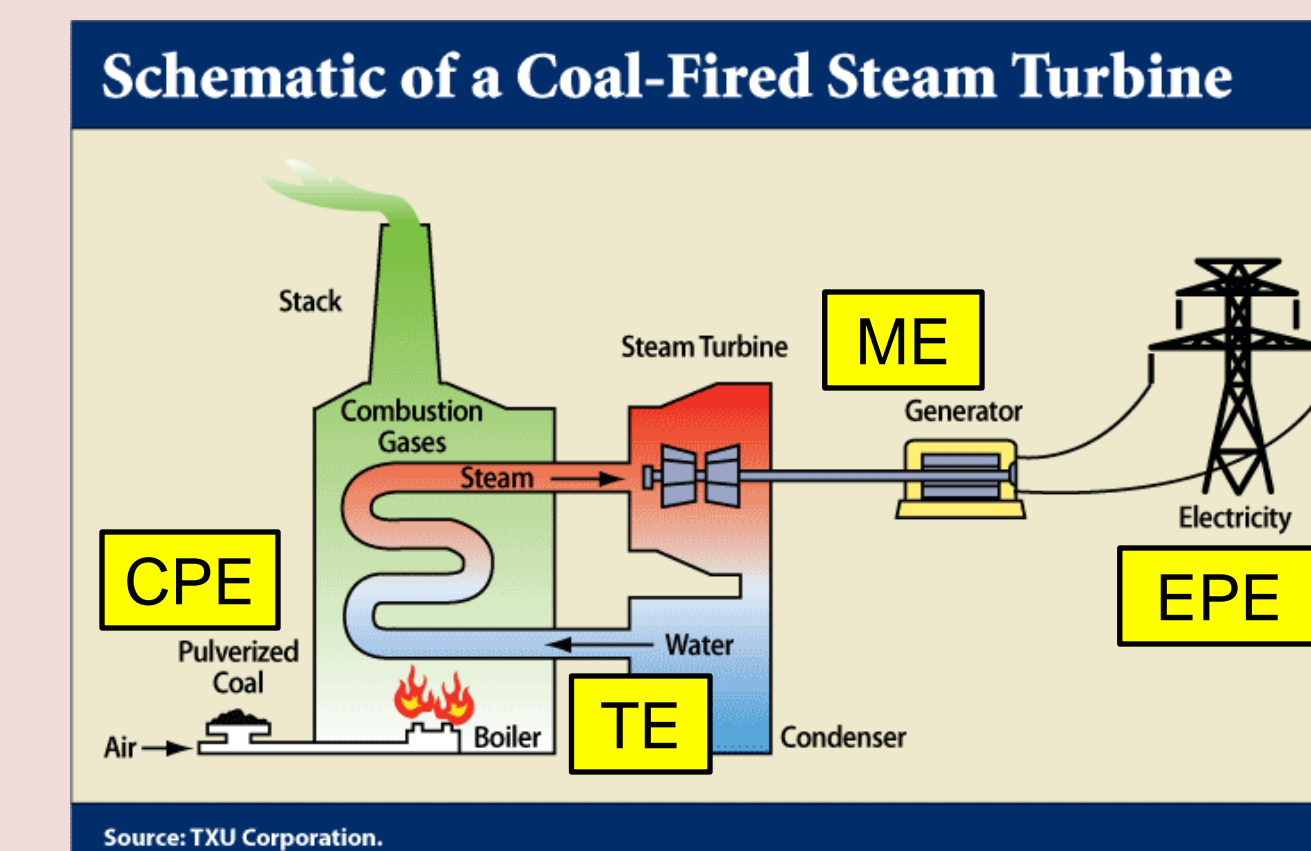 Schematic of a Coal-Fired Steam Turbine
Stack
ME
Steam Turbine
Generator
Combustion
Gases
Steam
Electricity
CPE
EPE
Pulverized
Coal
Water
TE
Air
Boiler
Condenser
Source: TXU Corporation.